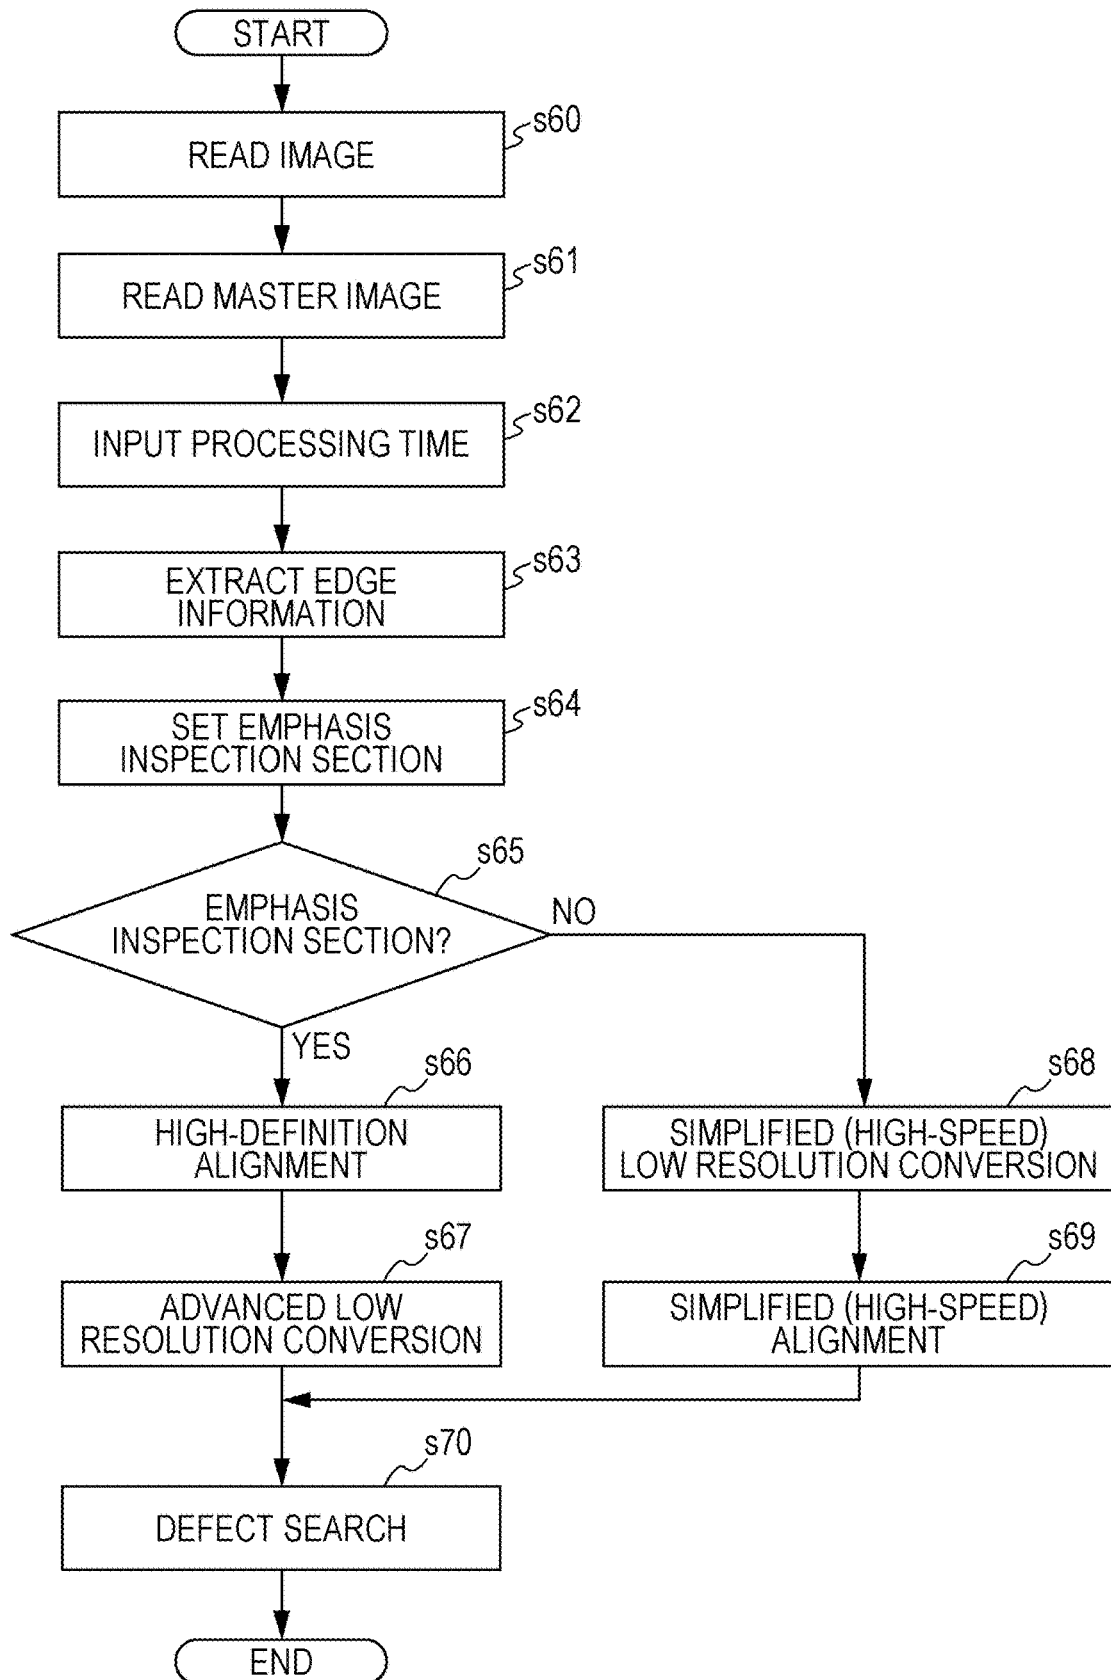 START
s60
READ IMAGE
s61
READ MASTER IMAGE
s62
INPUT PROCESSING TIME
s63
EXTRACT EDGE
INFORMATION
s64
SET EMPHASIS
INSPECTION SECTION
s65
EMPHASIS
INSPECTION SECTION?
NO
YES
s66
HIGH-DEFINITION
ALIGNMENT
s67
ADVANCED LOW
RESOLUTION CONVERSION
s68
SIMPLIFIED (HIGH-SPEED)
LOW RESOLUTION CONVERSION
s69
SIMPLIFIED (HIGH-SPEED)
ALIGNMENT
s70
DEFECT SEARCH
END